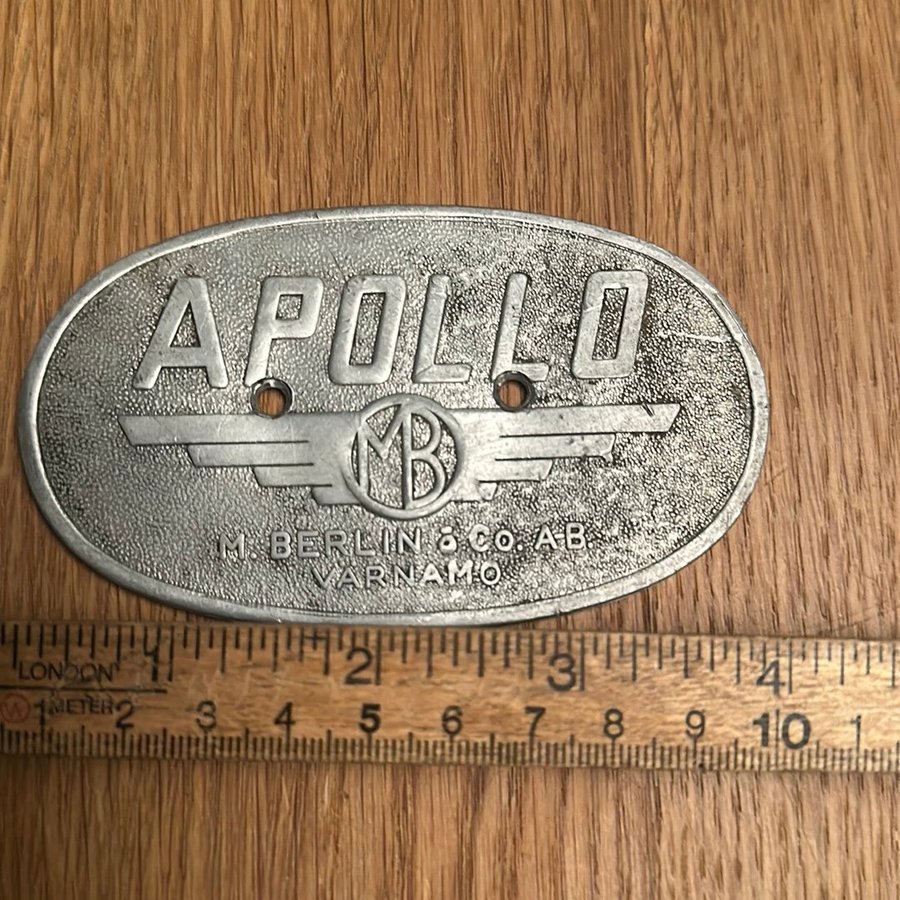 APOLLO
MB
M. BERLIN & Co. AB.
VARNAMO
1 2 3 4
LONDON
METER
1 2 3 4 5 6 7 8 9 10 1